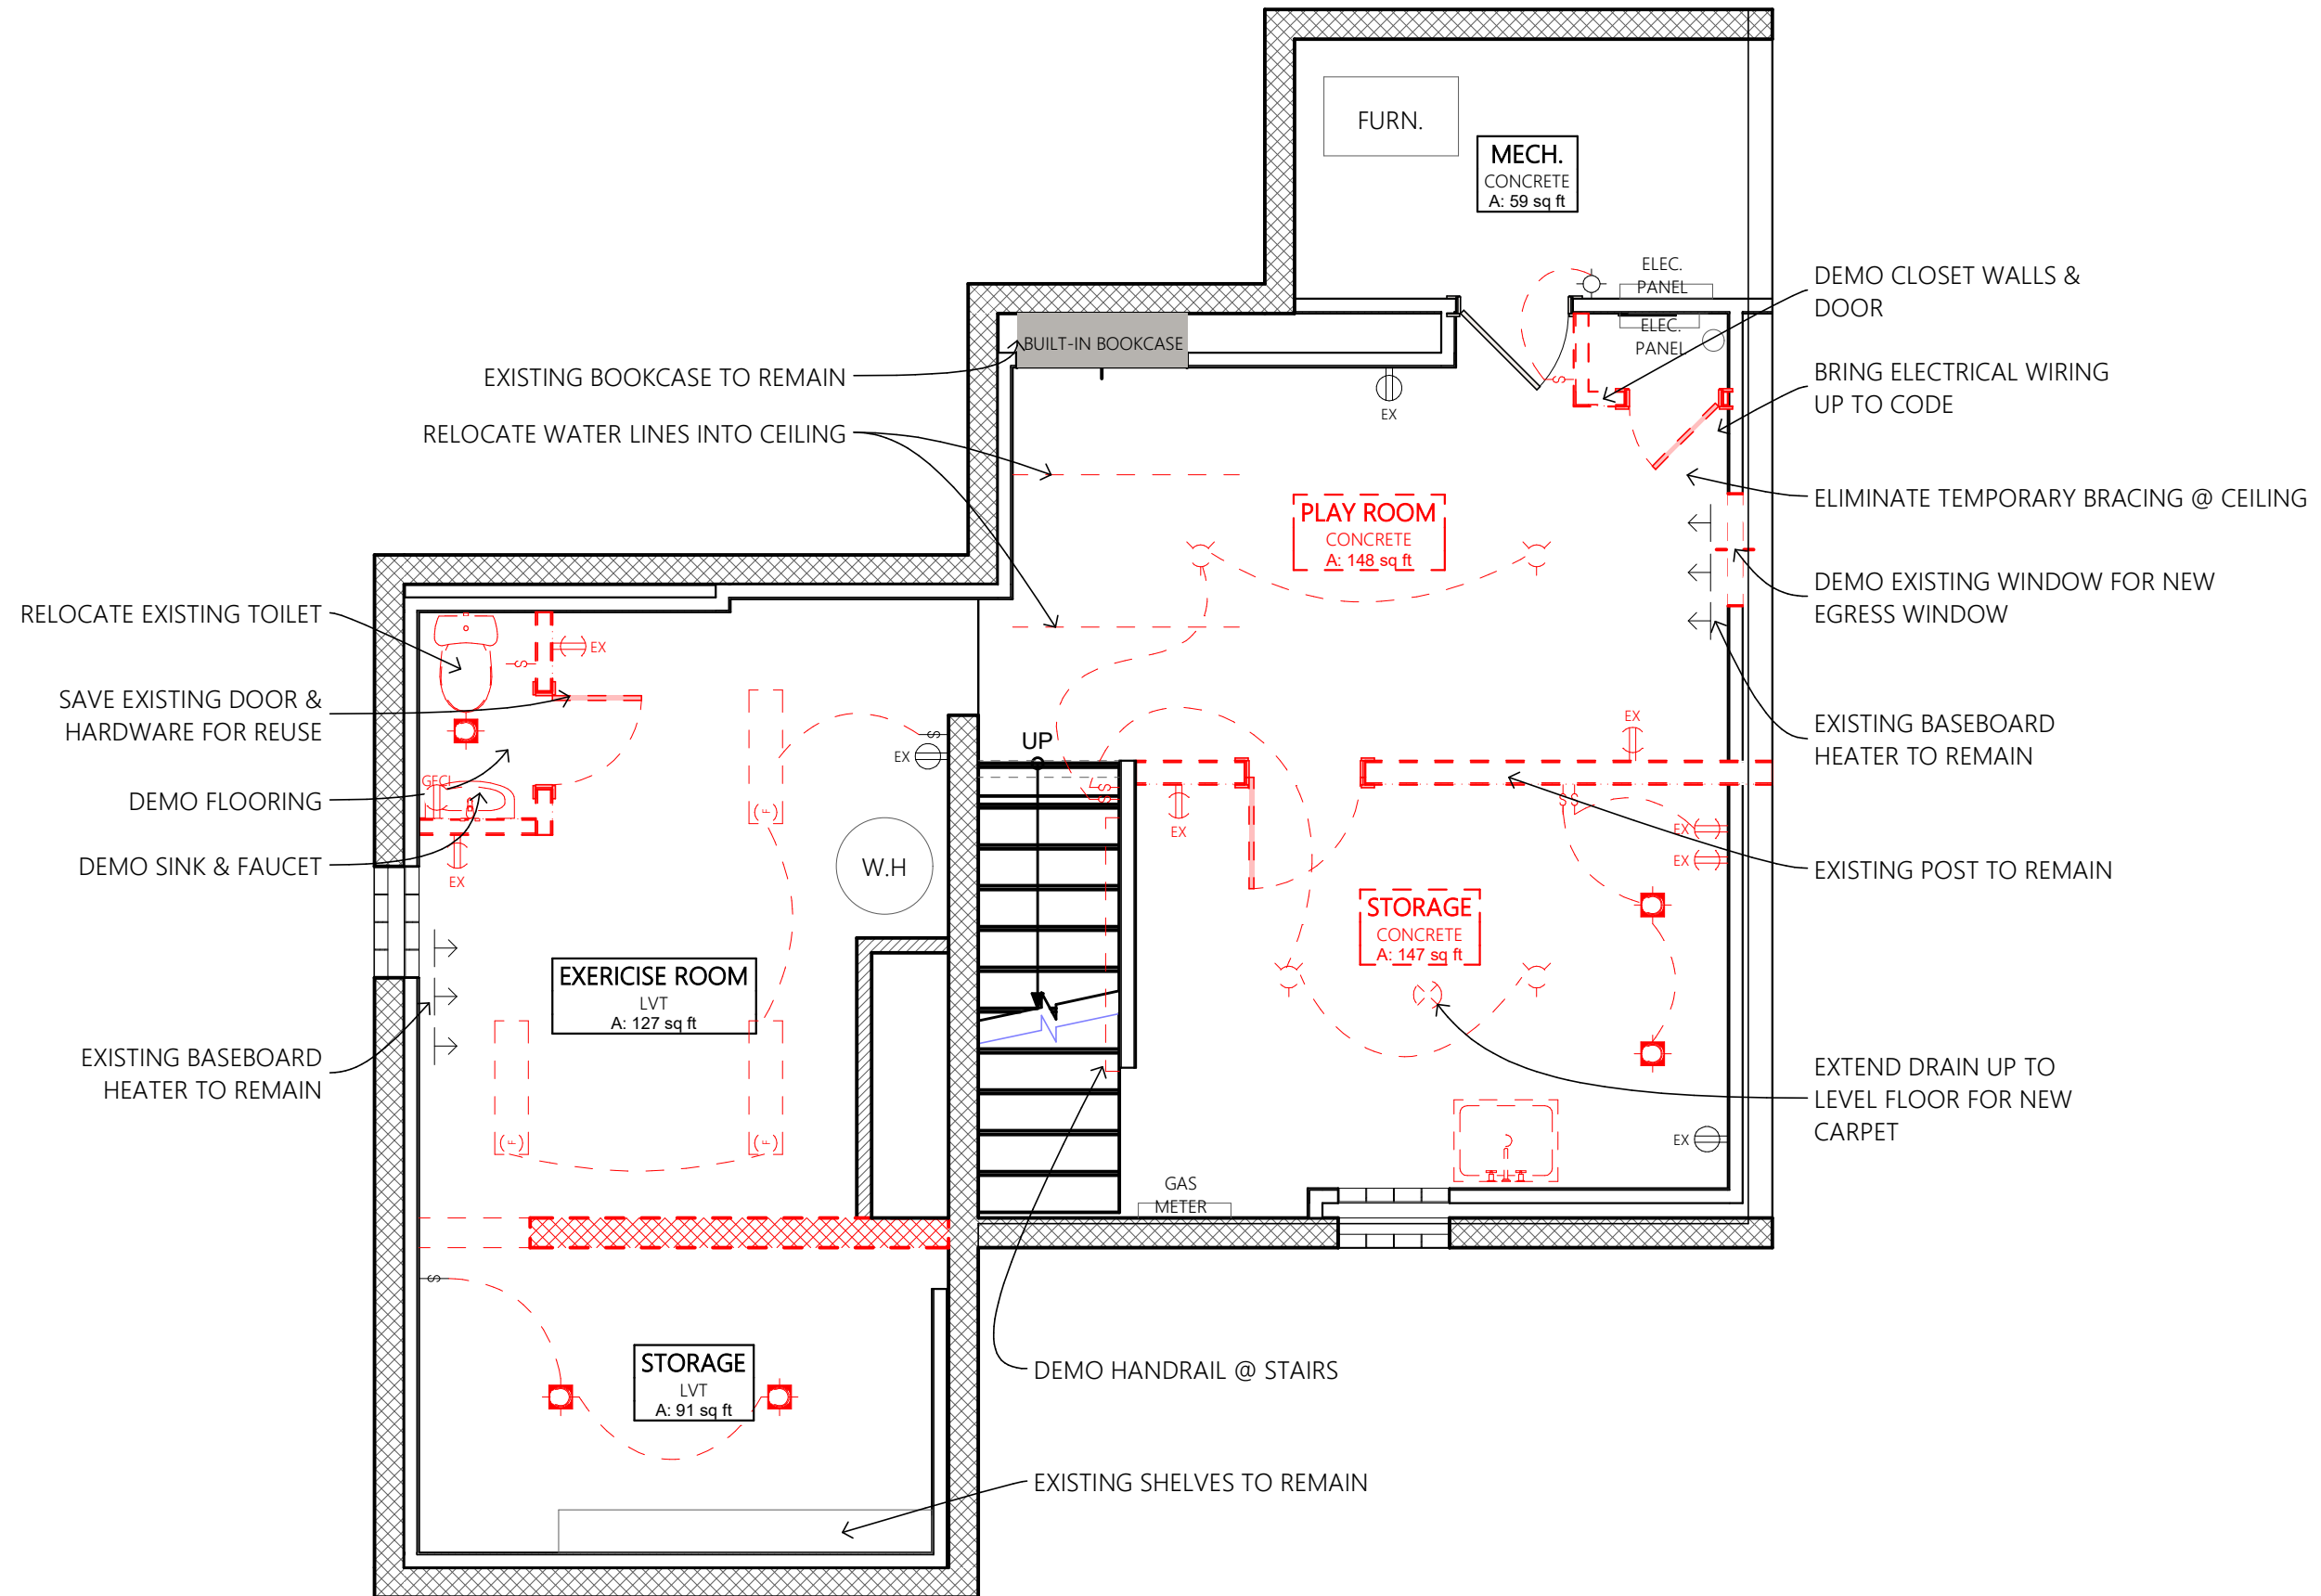 FURN.
MECH.
CONCRETE
A: 59 sq ft
ELEC.
PANEL
ELEC.
PANEL
DEMO CLOSET WALLS &
DOOR
BUILT-IN BOOKCASE
EXISTING BOOKCASE TO REMAIN
S
BRING ELECTRICAL WIRING
UP TO CODE
EX
RELOCATE WATER LINES INTO CEILING
ELIMINATE TEMPORARY BRACING @ CEILING
PLAY ROOM
CONCRETE
A: 148 sq ft
DEMO EXISTING WINDOW FOR NEW
EGRESS WINDOW
RELOCATE EXISTING TOILET
EX
S
SAVE EXISTING DOOR &
HARDWARE FOR REUSE
EXISTING BASEBOARD
HEATER TO REMAIN
EX
S
EX
UP
GFCI
DEMO FLOORING
S
S
S S
F
EX
EX
EX
DEMO SINK & FAUCET
EX
W.H
EXISTING POST TO REMAIN
STORAGE
CONCRETE
A: 147 sq ft
EXERICISE ROOM
LVT
A: 127 sq ft
EXISTING BASEBOARD
HEATER TO REMAIN
EXTEND DRAIN UP TO
LEVEL FLOOR FOR NEW
CARPET
F
F
EX
GAS
METER
S
STORAGE
LVT
A: 91 sq ft
DEMO HANDRAIL @ STAIRS
EXISTING SHELVES TO REMAIN